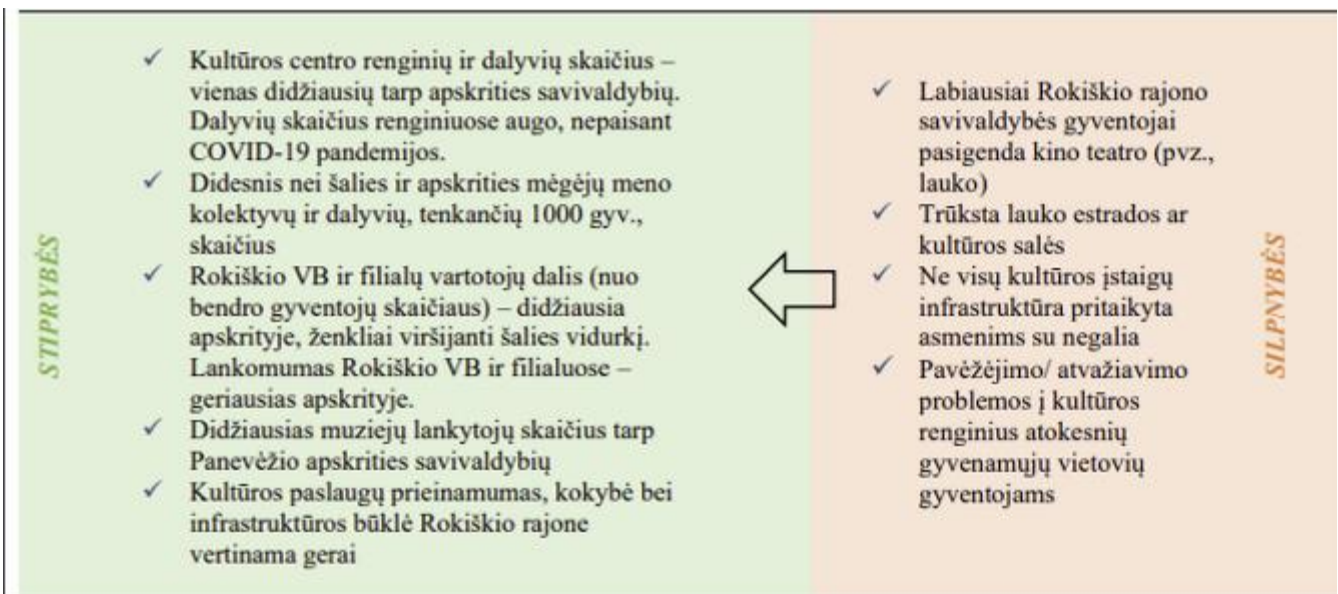 STIPRYBĖS
✓ Kultūros centro renginių ir dalyvių skaičius –
vienas didžiausių tarp apskrities savivaldybių.
Dalyvių skaičius renginiuose augo, nepaisant
COVID-19 pandemijos.
✓ Didesnis nei šalies ir apskrities mėgėjų meno
kolektyvų ir dalyvių, tenkančių 1000 gyv.,
skaičius
✓ Rokiškio VB ir filialų vartotojų dalis (nuo
bendro gyventojų skaičiaus) – didžiausia
apskrityje, ženkliai viršijanti šalies vidurkį.
Lankomumas Rokiškio VB ir filialuose –
geriausias apskrityje.
✓ Didžiausias muziejų lankytojų skaičius tarp
Panevėžio apskrities savivaldybių
✓ Kultūros paslaugų prieinamumas, kokybė bei
infrastruktūros būklė Rokiškio rajone
vertinama gerai
✓ Labiausiai Rokiškio rajono
savivaldybės gyventojai
pasigenda kino teatro (pvz.,
lauko)
✓ Trūksta lauko estrados ar
kultūros salės
✓ Ne visų kultūros įstaigų
infrastruktūra pritaikyta
asmenims su negalia
✓ Pavėžėjimo/ atvažiavimo
problemos į kultūros
renginius atokesnių
gyvenamųjų vietovių
gyventojams
SILPNYBĖS